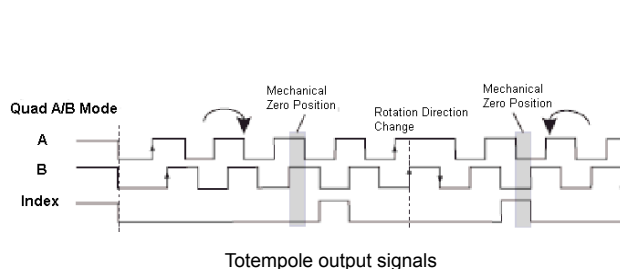 Mechanical
Zero Position
Mechanical
Zero Position
Quad A/B Mode
Rotation Direction
Change
A
B
Index
Totempole output signals